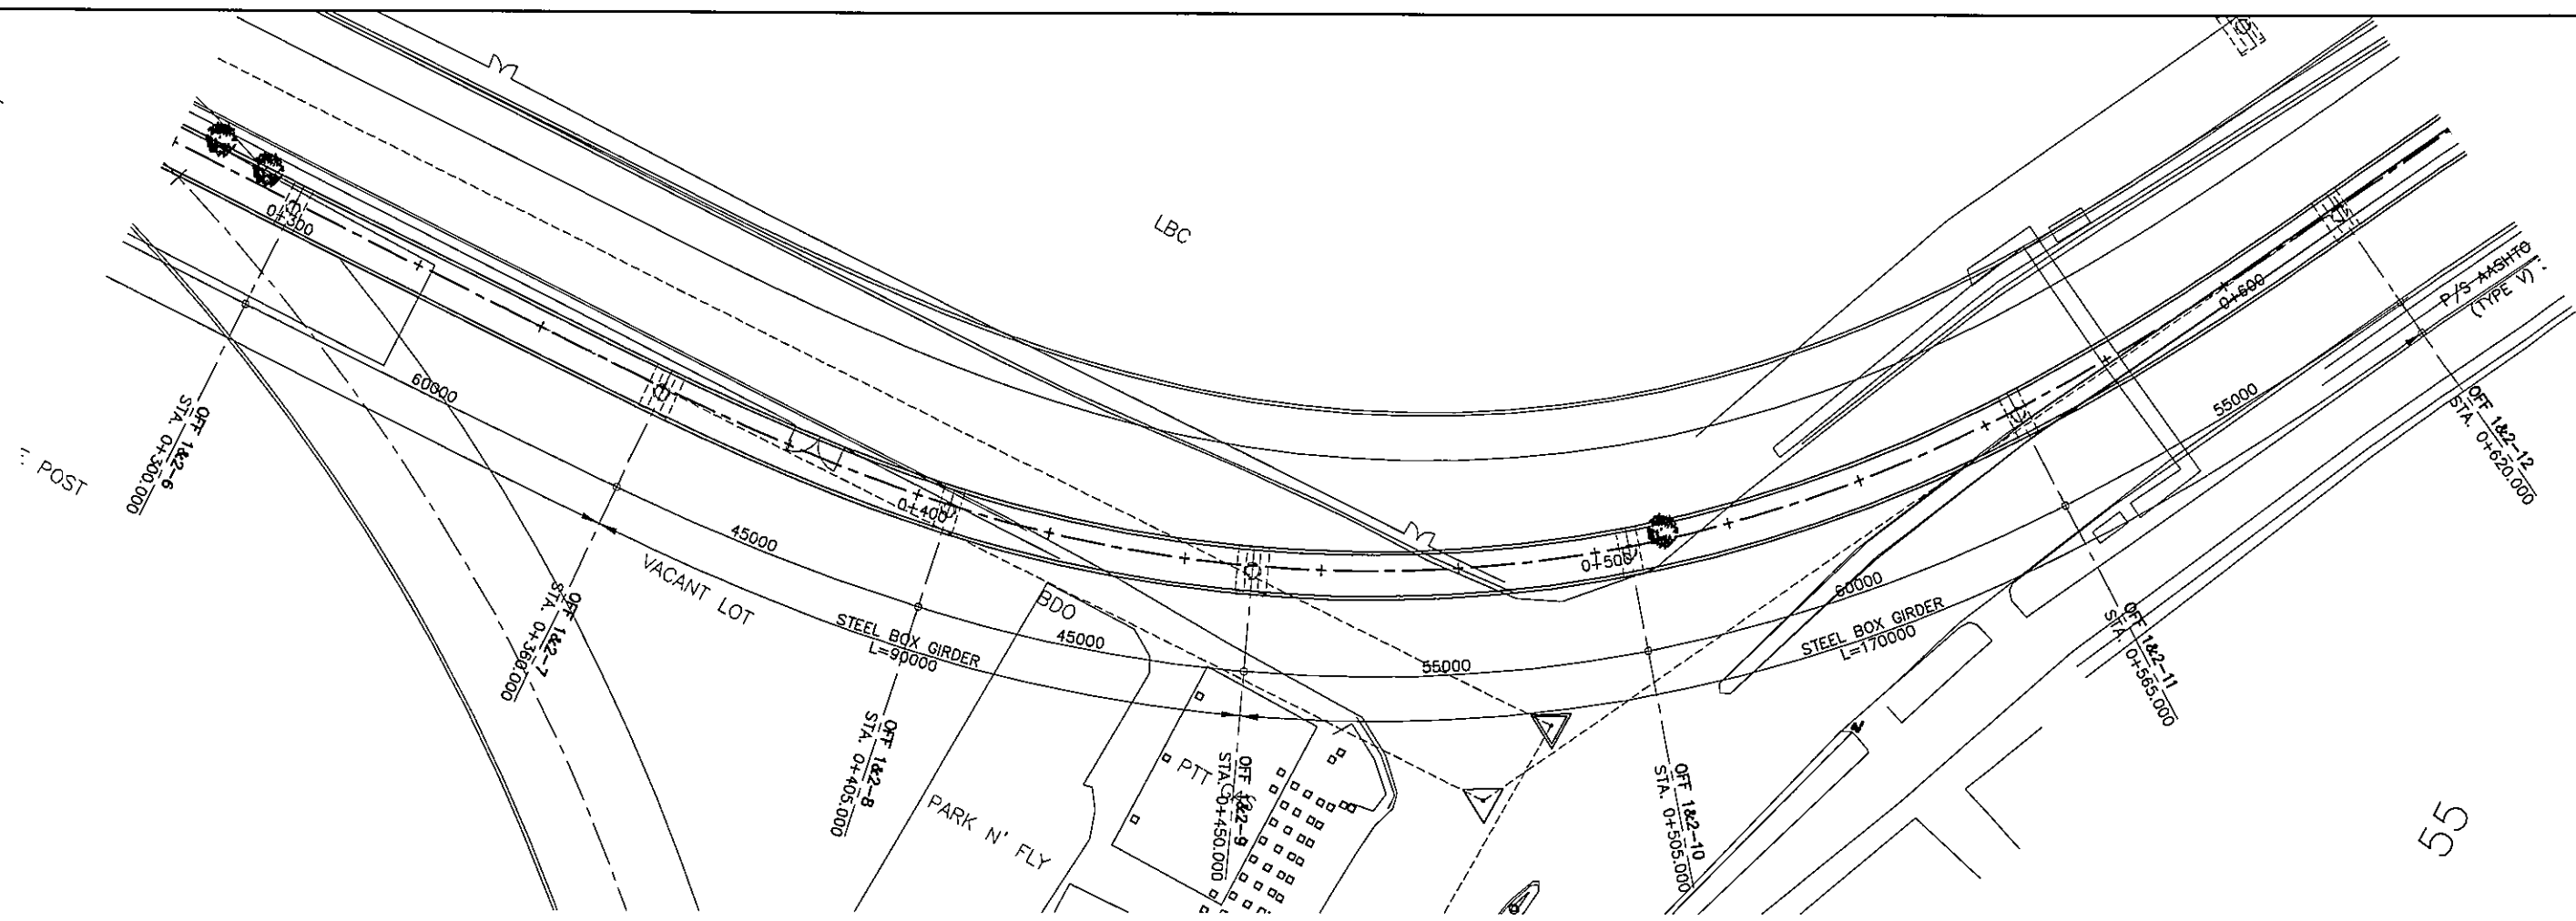 LBC
0+300
60000
OFF 1&2-6
STA. 0+300.000
E POST
OFF 1&2-7
STA. 0+360.000
VACANT LOT
45000
0+400
OFF 1&2-8
STA. 0+405.000
STEEL BOX GIRDER
L=90000
BDO
45000
PARK N' FLY
PTT
OFF 1&2-9
STA. 0+450.000
55000
0+500
OFF 1&2-10
STA. 0+505.000
60000
STEEL BOX GIRDER
L=170000
OFF 1&2-11
STA. 0+565.000
0+600
55000
P/S AASHTO
(TYPE V)
OFF 1&2-12
STA. 0+620.000
55